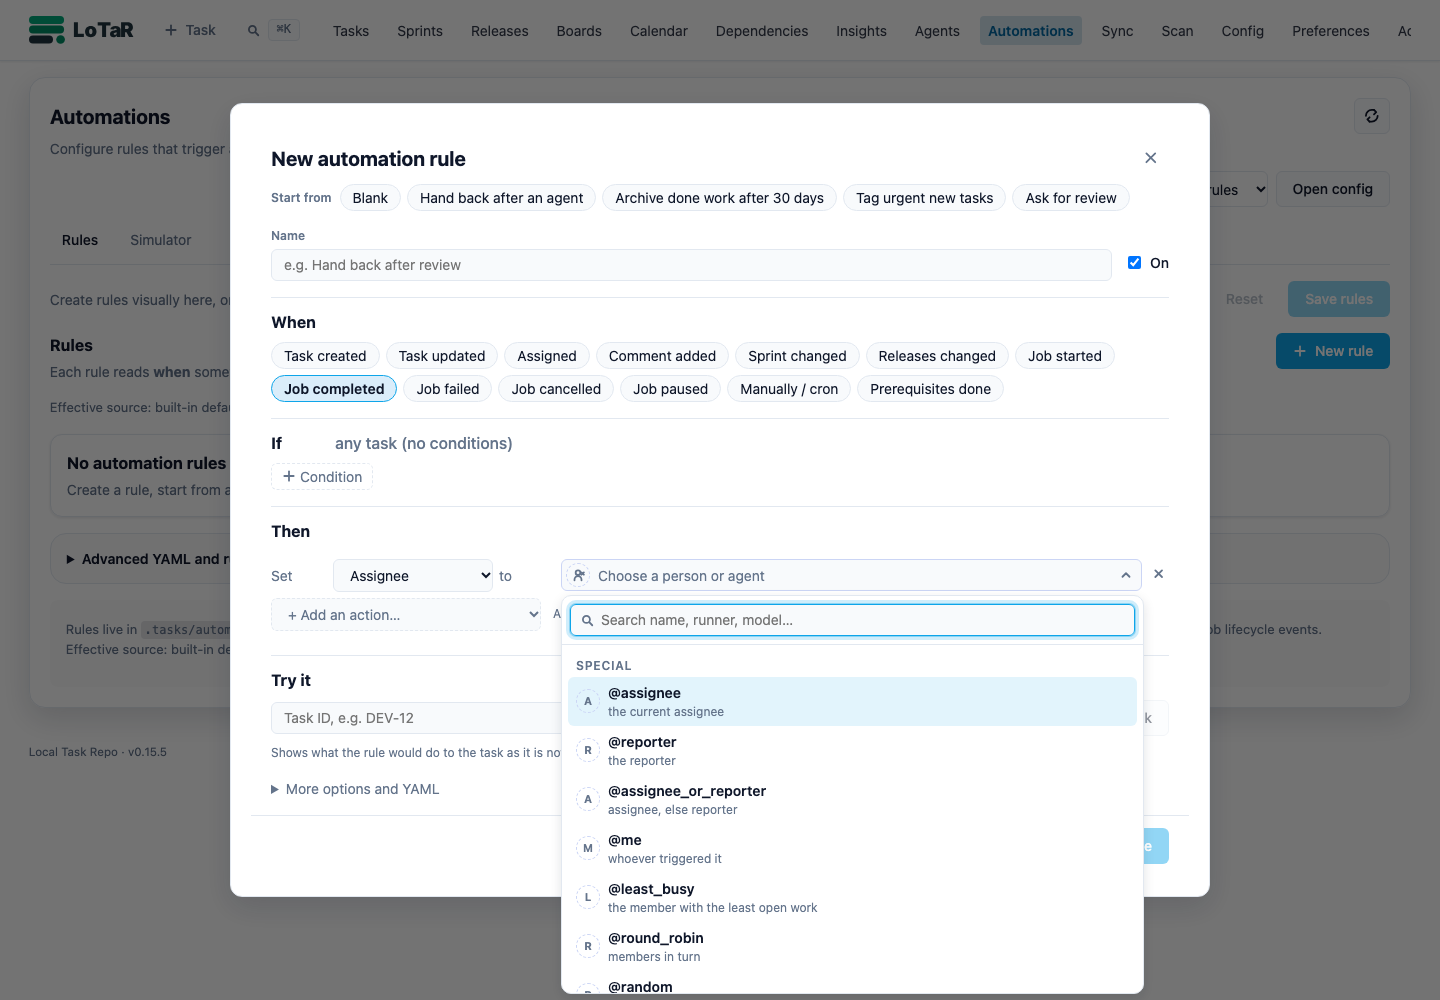 LoTaR
Task
⌘K
Tasks
Sprints
Releases
Boards
Calendar
Dependencies
Insights
Agents
Automations
Sync
Scan
Config
Preferences
Automations
Configure rules that trigger
rules
Open config
Rules
Simulator
Create rules visually here,
Reset
Save rules
Rules
New rule
Each rule reads when some
Effective source: built-in
No automation rules
Create a rule, start from
Advanced YAML and
Rules live in .tasks/autom
lifecycle events.
Effective source: built-in
Local Task Repo · v0.15.5
New automation rule
Start from
Blank
Hand back after an agent
Archive done work after 30 days
Tag urgent new tasks
Ask for review
Name
e.g. Hand back after review
On
When
Task created
Task updated
Assigned
Comment added
Sprint changed
Releases changed
Job started
Job completed
Job failed
Job cancelled
Job paused
Manually / cron
Prerequisites done
If
any task (no conditions)
+ Condition
Then
Set
Assignee
to
Choose a person or agent
+ Add an action...
Search name, runner, model...
SPECIAL
A
@assignee
the current assignee
R
@reporter
the reporter
A
@assignee_or_reporter
assignee, else reporter
M
@me
whoever triggered it
L
@least_busy
the member with the least open work
R
@round_robin
members in turn
@random
Try it
Task ID, e.g. DEV-12
Shows what the rule would do to the task as it is
More options and YAML